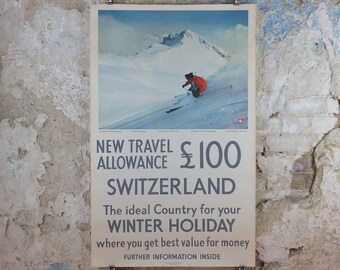 NEW TRAVEL
ALLOWANCE £100
SWITZERLAND
The ideal Country for your
WINTER HOLIDAY
where you get best value for money
FURTHER INFORMATION INSIDE